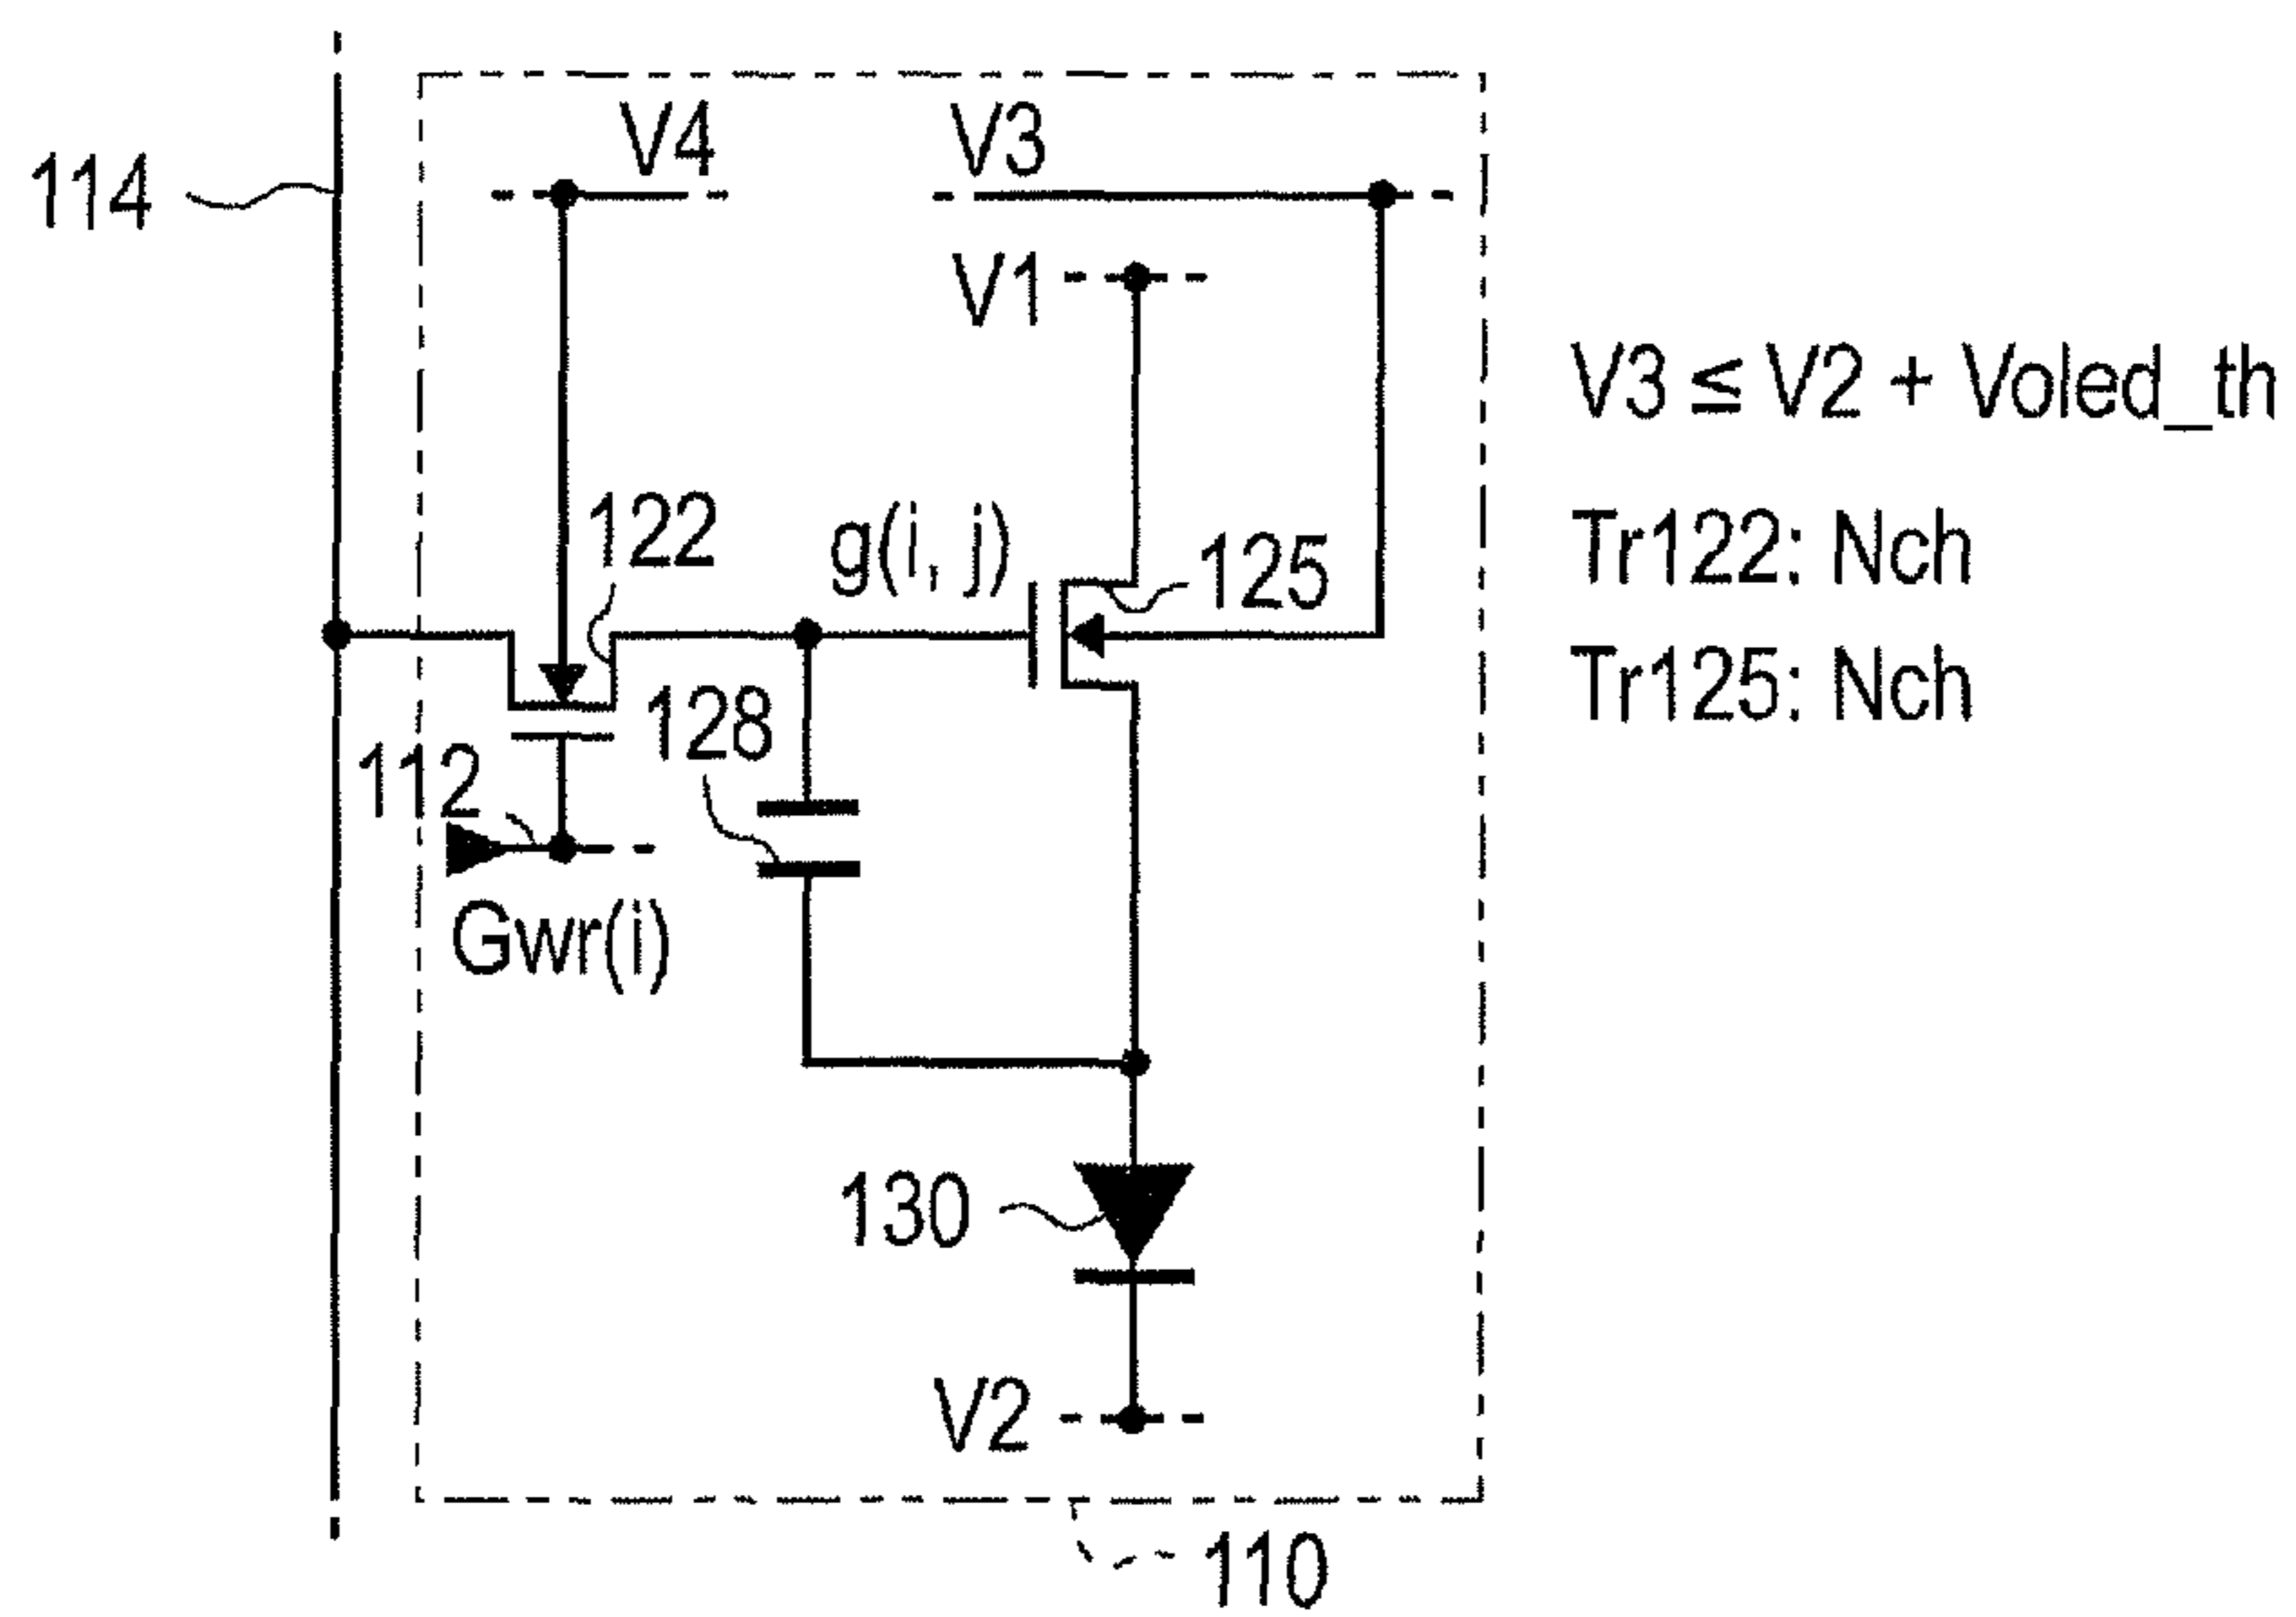 V4
V3
114
V1
V3 ≦ V2 + Voled_th
122
g(i, j)
125
Tr122: Nch
Tr125: Nch
128
112
Gwr(i)
130
V2
110